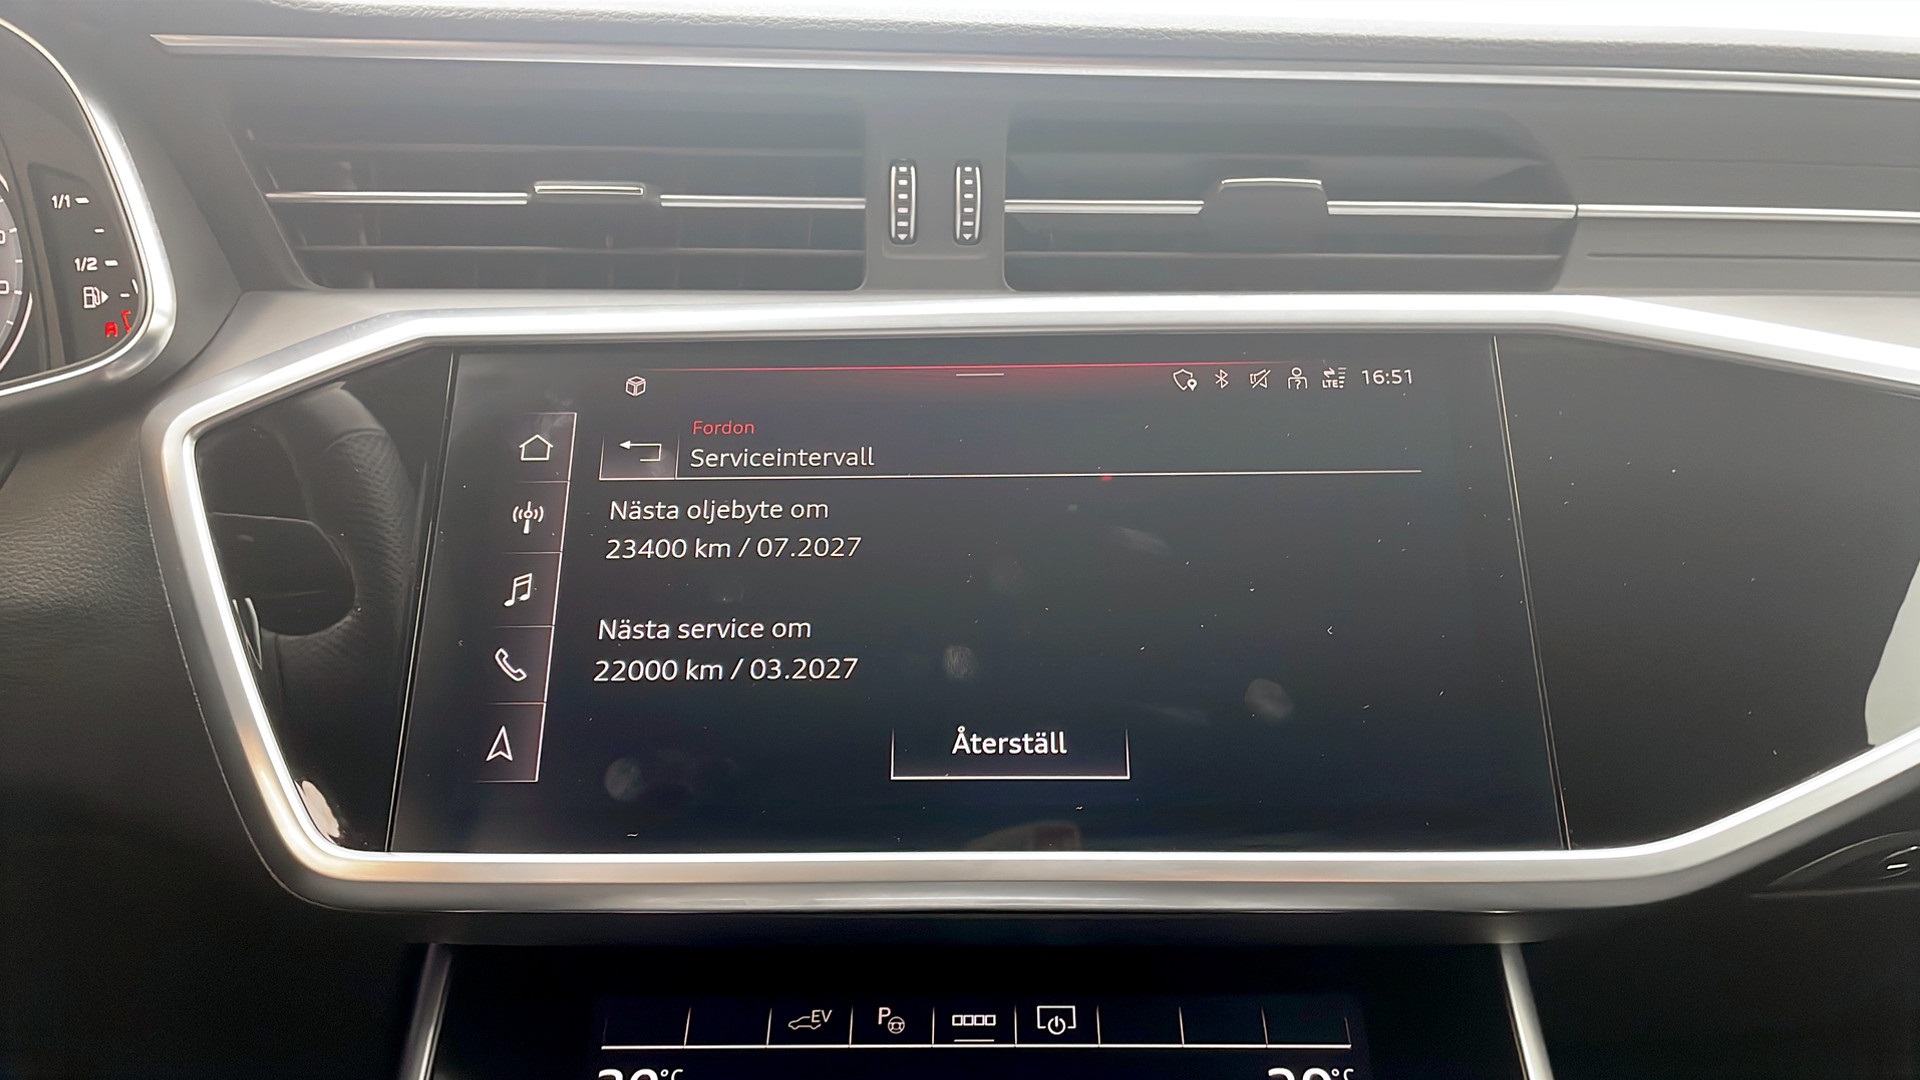 1/1
1/2
LTE 16:51
Fordon
Serviceintervall
Nästa oljebyte om
23400 km / 07.2027
Nästa service om
22000 km / 03.2027
Återställ
EV P
°C °C